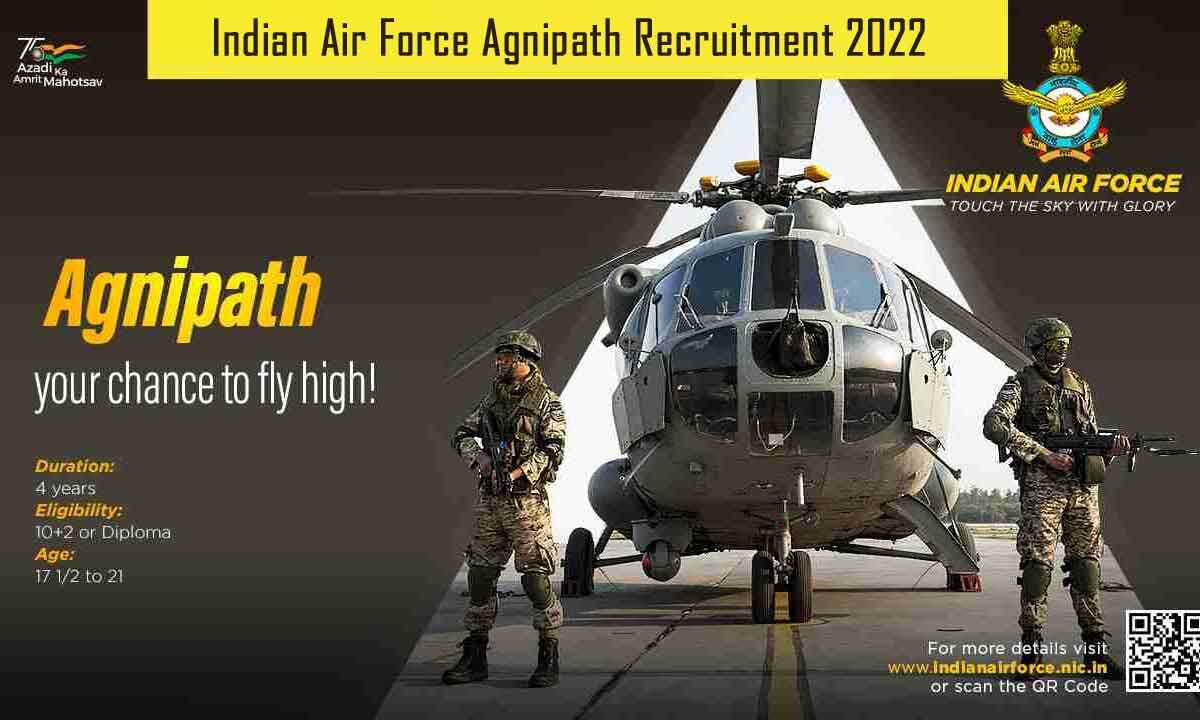 Indian Air Force Agnipath Recruitment 2022
75
Azadi Ka
Amrit Mahotsav
INDIAN AIR FORCE
TOUCH THE SKY WITH GLORY
Agnipath
your chance to fly high!
Duration:
4 years
Eligibility:
10+2 or Diploma
Age:
17 1/2 to 21
For more details visit
www.indianairforce.nic.in
or scan the QR Code